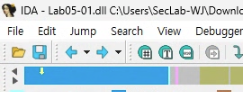 IDA - Lab05-01.dll C:\Users\SecLab-WJ\Downlo
File Edit Jump Search View Debugger